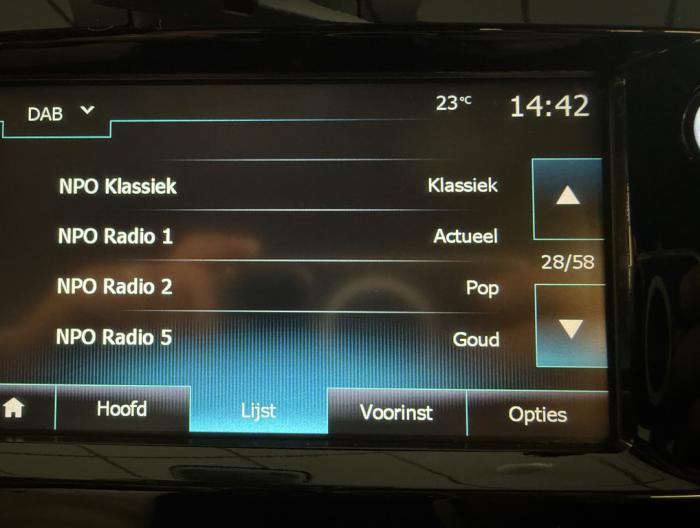 DAB 23°C 14:42
NPO Klassiek Klassiek
NPO Radio 1 Actueel
28/58
NPO Radio 2 Pop
NPO Radio 5 Goud
Hoofd Lijst Voorinst Opties